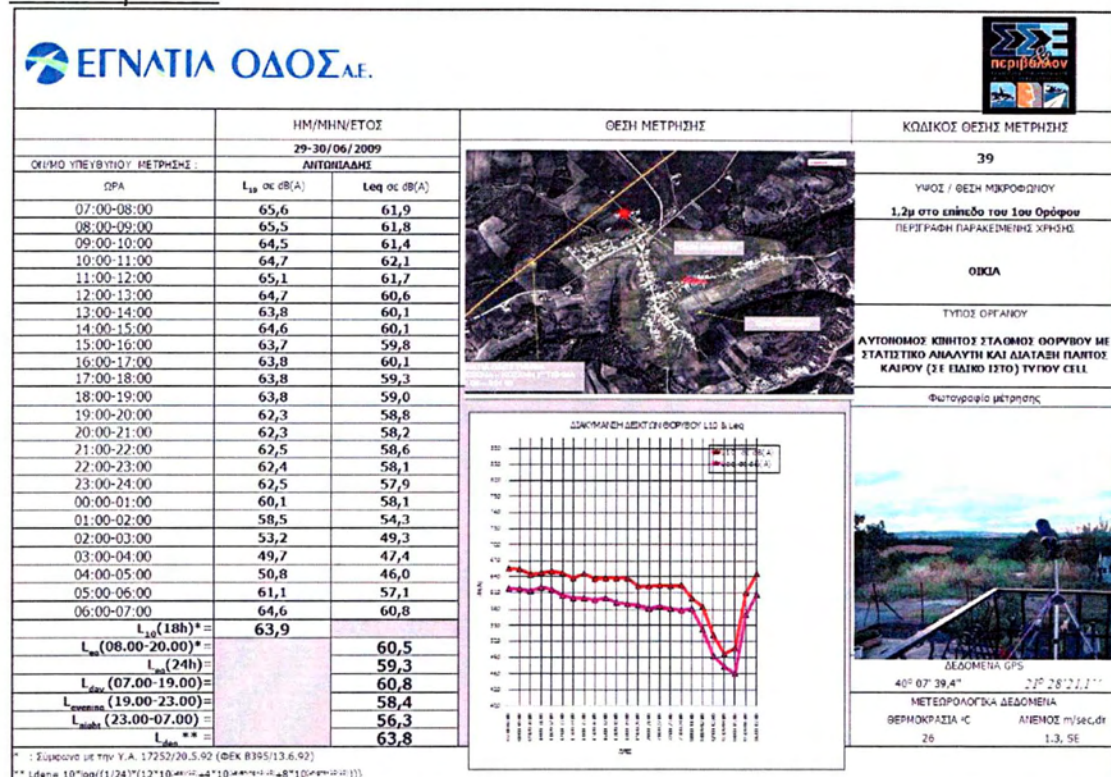 ΕΓΝΑΤΙΑ ΟΔΟΣ Α.Ε.
ΣΣΕ
περιβάλλον
ΗΜ/ΜΗΝ/ΕΤΟΣ
ΘΕΣΗ ΜΕΤΡΗΣΗΣ
ΚΩΔΙΚΟΣ ΘΕΣΗΣ ΜΕΤΡΗΣΗΣ
29-30/06/2009
39
ΟΝ/ΜΟ ΥΠΕΥΘΥΝΟΥ ΜΕΤΡΗΣΗΣ : ΑΝΤΩΝΙΑΔΗΣ
ΩΡΑ L10 σε dB(A) Leq σε dB(A)
07:00-08:00 65,6 61,9
08:00-09:00 65,5 61,8
09:00-10:00 64,5 61,4
10:00-11:00 64,7 62,1
11:00-12:00 65,1 61,7
12:00-13:00 64,7 60,6
13:00-14:00 63,8 60,1
14:00-15:00 64,6 60,1
15:00-16:00 63,7 59,8
16:00-17:00 63,8 60,1
17:00-18:00 63,8 59,3
18:00-19:00 63,8 59,0
19:00-20:00 62,3 58,8
20:00-21:00 62,3 58,2
21:00-22:00 62,5 58,6
22:00-23:00 62,4 58,1
23:00-24:00 62,5 57,9
00:00-01:00 60,1 58,1
01:00-02:00 58,5 54,3
02:00-03:00 53,2 49,3
03:00-04:00 49,7 47,4
04:00-05:00 50,8 46,0
05:00-06:00 61,1 57,1
06:00-07:00 64,6 60,8
L10(18h)*= 63,9
Leq(08.00-20.00)*= 60,5
Leq(24h)= 59,3
Lday (07.00-19.00)= 60,8
Levening (19.00-23.00)= 58,4
Lnight (23.00-07.00) = 56,3
Lden ** = 63,8
ΥΨΟΣ / ΘΕΣΗ ΜΙΚΡΟΦΩΝΟΥ
1,2μ στο επίπεδο του 1ου Ορόφου
ΠΕΡΙΓΡΑΦΗ ΠΑΡΑΚΕΙΜΕΝΗΣ ΧΡΗΣΗΣ
ΟΙΚΙΑ
ΤΥΠΟΣ ΟΡΓΑΝΟΥ
ΑΥΤΟΝΟΜΟΣ ΚΙΝΗΤΟΣ ΣΤΑΘΜΟΣ ΘΟΡΥΒΟΥ ΜΕ
ΣΤΑΤΙΣΤΙΚΟ ΑΝΑΛΥΤΗ ΚΑΙ ΔΙΑΤΑΞΗ ΠΑΝΤΟΣ
ΚΑΙΡΟΥ (ΣΕ ΕΙΔΙΚΟ ΙΣΤΟ) ΤΥΠΟΥ CELL
Φωτογραφία μέτρησης
ΔΙΑΚΥΜΑΝΣΗ ΔΕΙΚΤΩΝ ΘΟΡΥΒΟΥ L10 & Leq
ΔΕΔΟΜΕΝΑ GPS
40º 07' 39,4" 21º 28'21,1''
ΜΕΤΕΩΡΟΛΟΓΙΚΑ ΔΕΔΟΜΕΝΑ
ΘΕΡΜΟΚΡΑΣΙΑ ºC ΑΝΕΜΟΣ m/sec,dr
26 1.3, SE
* : Σύμφωνα με την Υ.Α. 17252/20.5.92 (ΦΕΚ Β395/13.6.92)